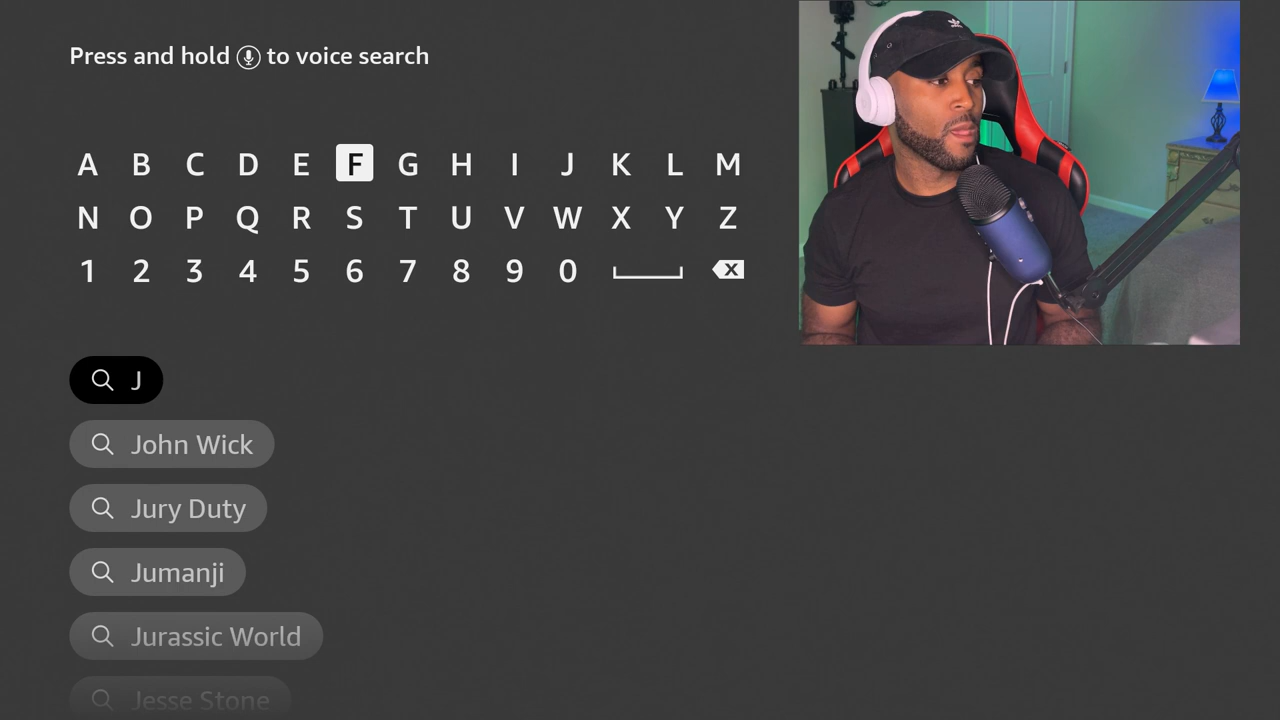 Press and hold to voice search
A B C D E F G H I J K L M
N O P Q R S T U V W X Y Z
1 2 3 4 5 6 7 8 9 0
J
John Wick
Jury Duty
Jumanji
Jurassic World
Jesse Stone